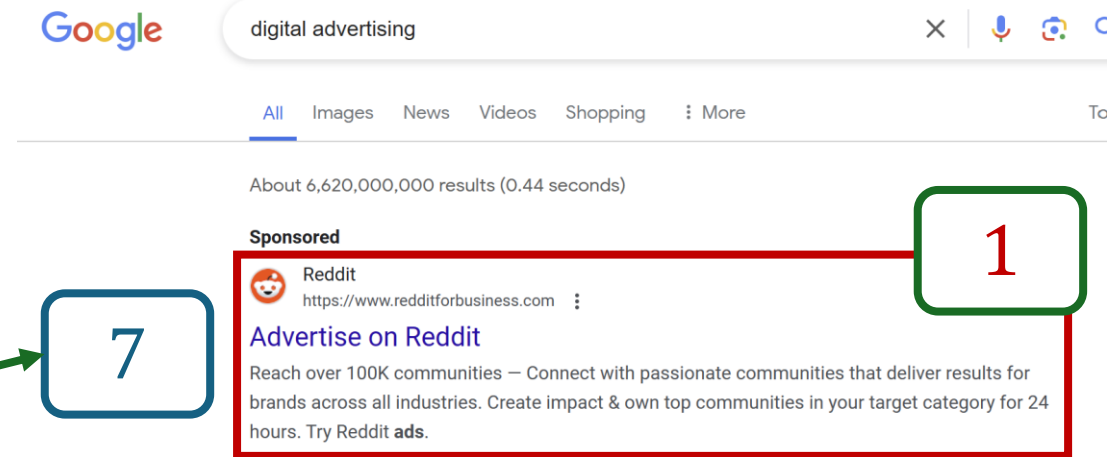 Google
digital advertising
All Images News Videos Shopping More
About 6,620,000,000 results (0.44 seconds)
Sponsored
1
Reddit
https://www.redditforbusiness.com
7
Advertise on Reddit
Reach over 100K communities — Connect with passionate communities that deliver results for
brands across all industries. Create impact & own top communities in your target category for 24
hours. Try Reddit ads.